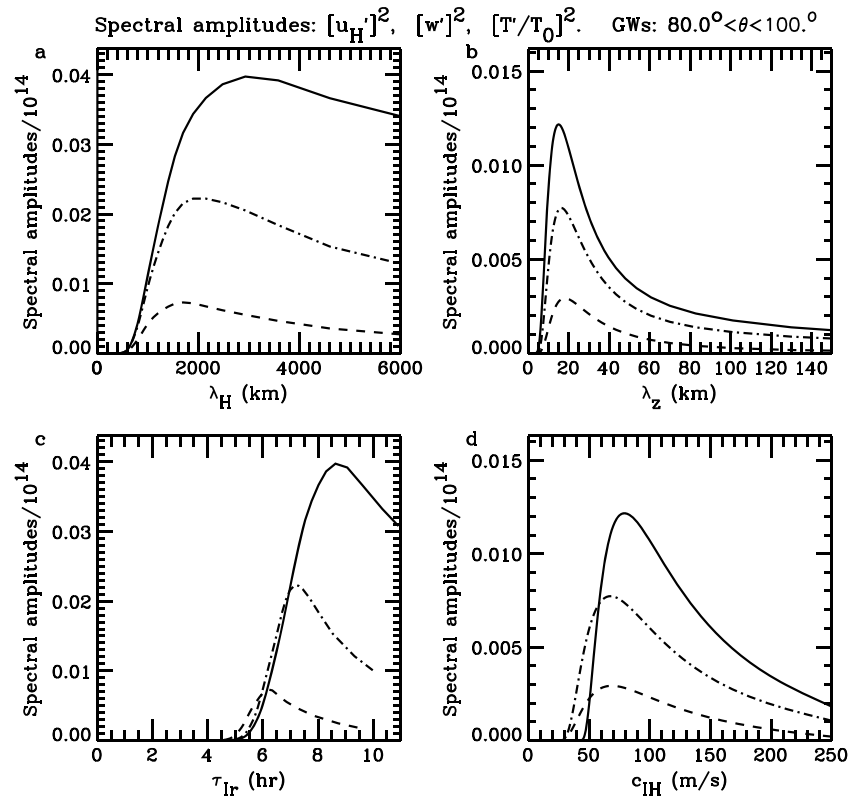 Spectral amplitudes: [u_H']², [w']², [T'/T_0]². GWs: 80.0°<θ<100.°
a
Spectral amplitudes/10^14
0.04
0.03
0.02
0.01
0.00
0 2000 4000 6000
λ_H (km)
b
Spectral amplitudes/10^14
0.015
0.010
0.005
0.000
0 20 40 60 80 100 120 140
λ_z (km)
c
Spectral amplitudes/10^14
0.04
0.03
0.02
0.01
0.00
0 2 4 6 8 10
τ_Ir (hr)
d
Spectral amplitudes/10^14
0.015
0.010
0.005
0.000
0 50 100 150 200 250
c_IH (m/s)